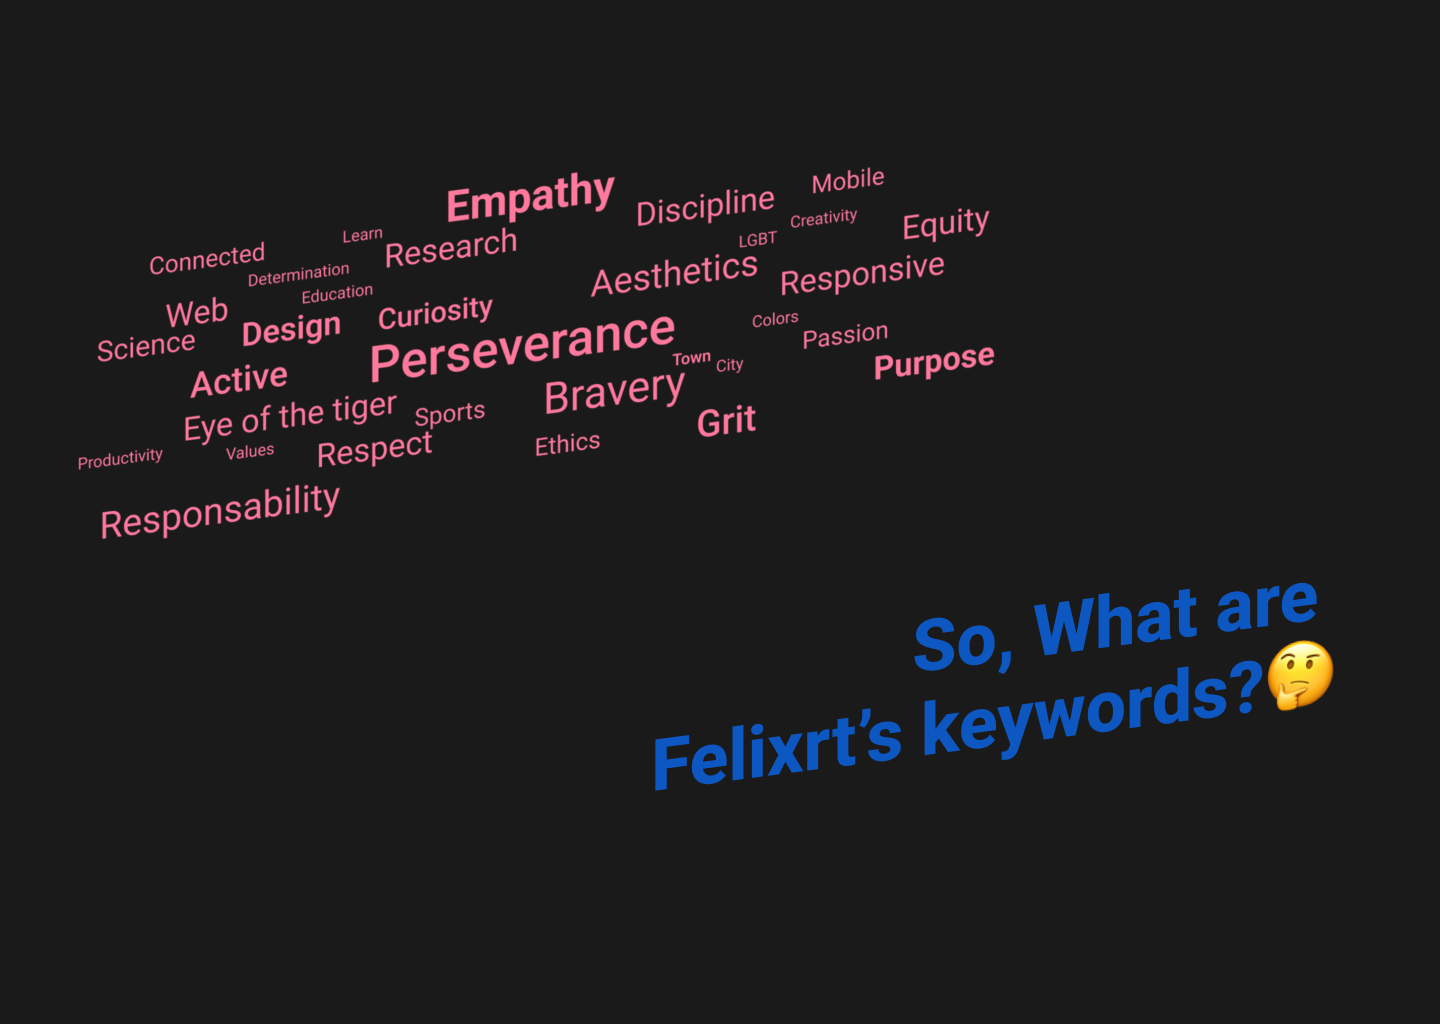 Empathy
Discipline
Mobile
Learn
Creativity
Connected
Research
LGBT
Equity
Determination
Aesthetics
Responsive
Education
Web
Design
Curiosity
Science
Perseverance
Colors
Passion
Active
Town
City
Purpose
Bravery
Eye of the tiger
Sports
Grit
Productivity
Values
Respect
Ethics
Responsability
So, What are
Felixrt’s keywords?🤔